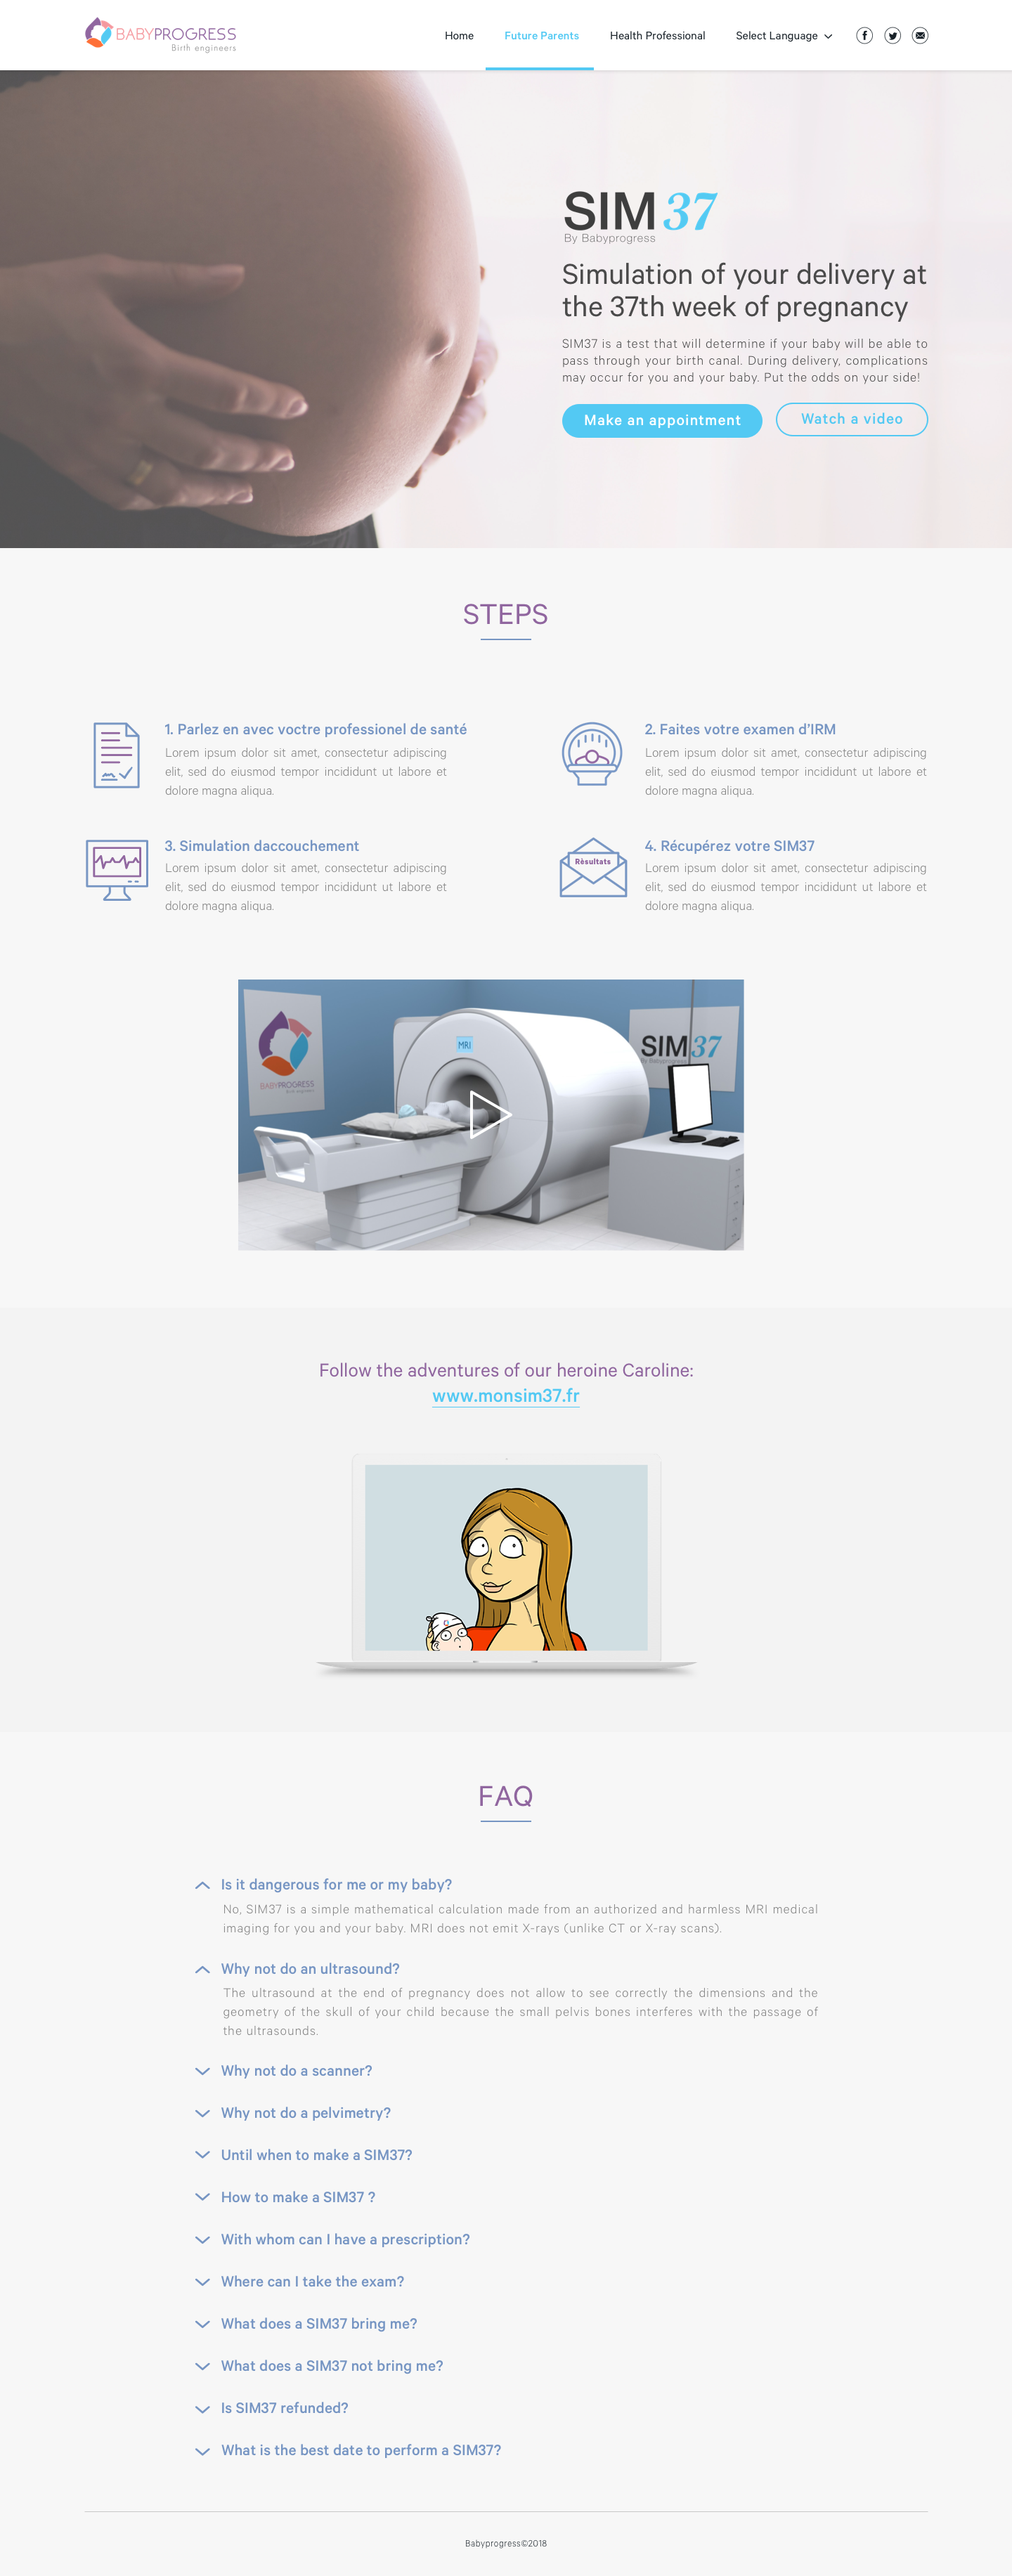 BABYPROGRESS
Birth engineers
Home
Future Parents
Health Professional
Select Language
SIM 37
By Babyprogress
Simulation of your delivery at
the 37th week of pregnancy
SIM37 is a test that will determine if your baby will be able to
pass through your birth canal. During delivery, complications
may occur for you and your baby. Put the odds on your side!
Make an appointment
Watch a video
STEPS
1. Parlez en avec voctre professionel de santé
Lorem ipsum dolor sit amet, consectetur adipiscing
elit, sed do eiusmod tempor incididunt ut labore et
dolore magna aliqua.
2. Faites votre examen d’IRM
Lorem ipsum dolor sit amet, consectetur adipiscing
elit, sed do eiusmod tempor incididunt ut labore et
dolore magna aliqua.
3. Simulation daccouchement
Lorem ipsum dolor sit amet, consectetur adipiscing
elit, sed do eiusmod tempor incididunt ut labore et
dolore magna aliqua.
Rèsultats
4. Récupérez votre SIM37
Lorem ipsum dolor sit amet, consectetur adipiscing
elit, sed do eiusmod tempor incididunt ut labore et
dolore magna aliqua.
BABYPROGRESS
Birth engineers
MRI
SIM 37
By Babyprogress
Follow the adventures of our heroine Caroline:
www.monsim37.fr
FAQ
Is it dangerous for me or my baby?
No, SIM37 is a simple mathematical calculation made from an authorized and harmless MRI medical
imaging for you and your baby. MRI does not emit X-rays (unlike CT or X-ray scans).
Why not do an ultrasound?
The ultrasound at the end of pregnancy does not allow to see correctly the dimensions and the
geometry of the skull of your child because the small pelvis bones interferes with the passage of
the ultrasounds.
Why not do a scanner?
Why not do a pelvimetry?
Until when to make a SIM37?
How to make a SIM37 ?
With whom can I have a prescription?
Where can I take the exam?
What does a SIM37 bring me?
What does a SIM37 not bring me?
Is SIM37 refunded?
What is the best date to perform a SIM37?
Babyprogress©2018